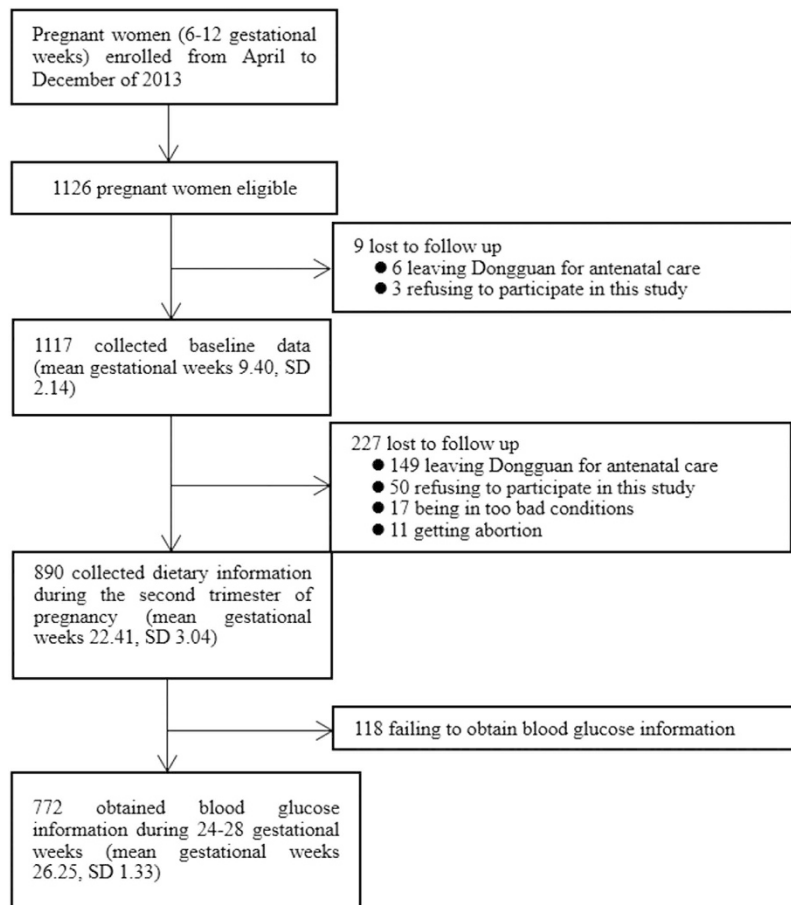 Pregnant women (6-12 gestational
weeks) enrolled from April to
December of 2013
1126 pregnant women eligible
9 lost to follow up
● 6 leaving Dongguan for antenatal care
● 3 refusing to participate in this study
1117 collected baseline data
(mean gestational weeks 9.40, SD
2.14)
227 lost to follow up
● 149 leaving Dongguan for antenatal care
● 50 refusing to participate in this study
● 17 being in too bad conditions
● 11 getting abortion
890 collected dietary information
during the second trimester of
pregnancy (mean gestational
weeks 22.41, SD 3.04)
118 failing to obtain blood glucose information
772 obtained blood glucose
information during 24-28 gestational
weeks (mean gestational weeks
26.25, SD 1.33)